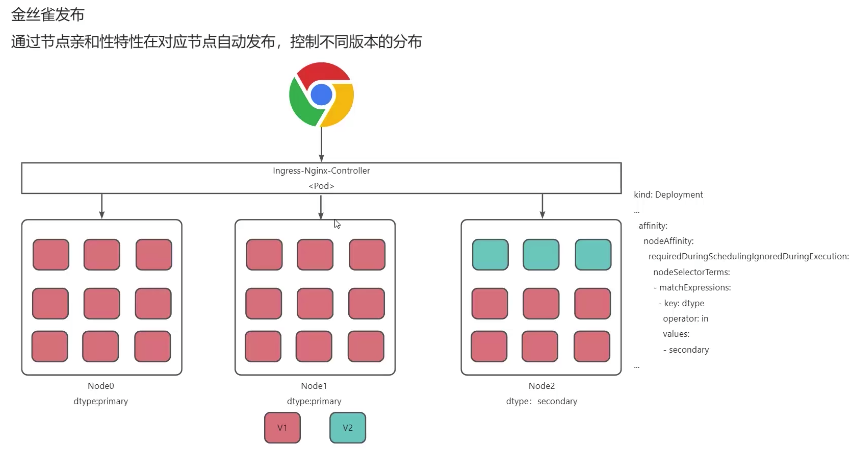 金丝雀发布
通过节点亲和性特性在对应节点自动发布，控制不同版本的分布
Ingress-Nginx-Controller
<Pod>
kind: Deployment
...
affinity:
nodeAffinity:
requiredDuringSchedulingIgnoredDuringExecution:
nodeSelectorTerms:
- matchExpressions:
- key: dtype
operator: in
values:
- secondary
...
Node0
dtype:primary
Node1
dtype:primary
Node2
dtype： secondary
V1
V2